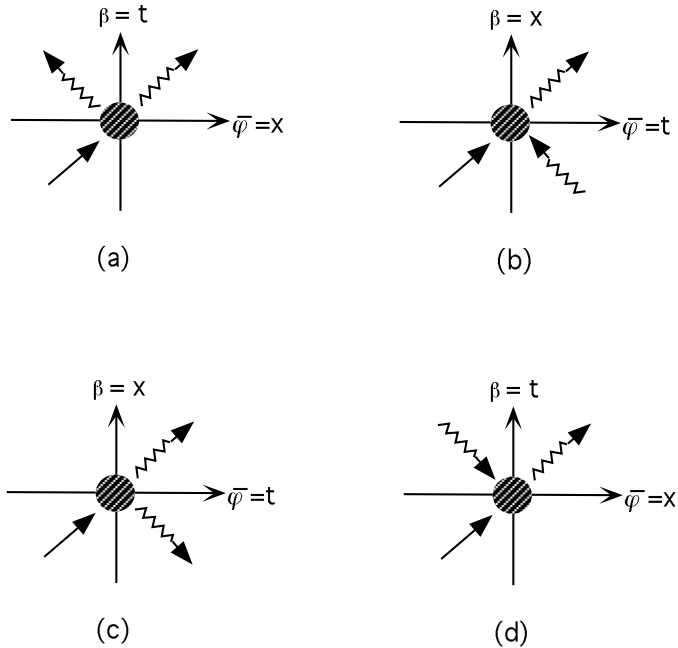 β = t
φ̄ =x
(a)
β = x
φ̄ =t
(b)
β = x
φ̄ =t
(c)
β = t
φ̄ =x
(d)